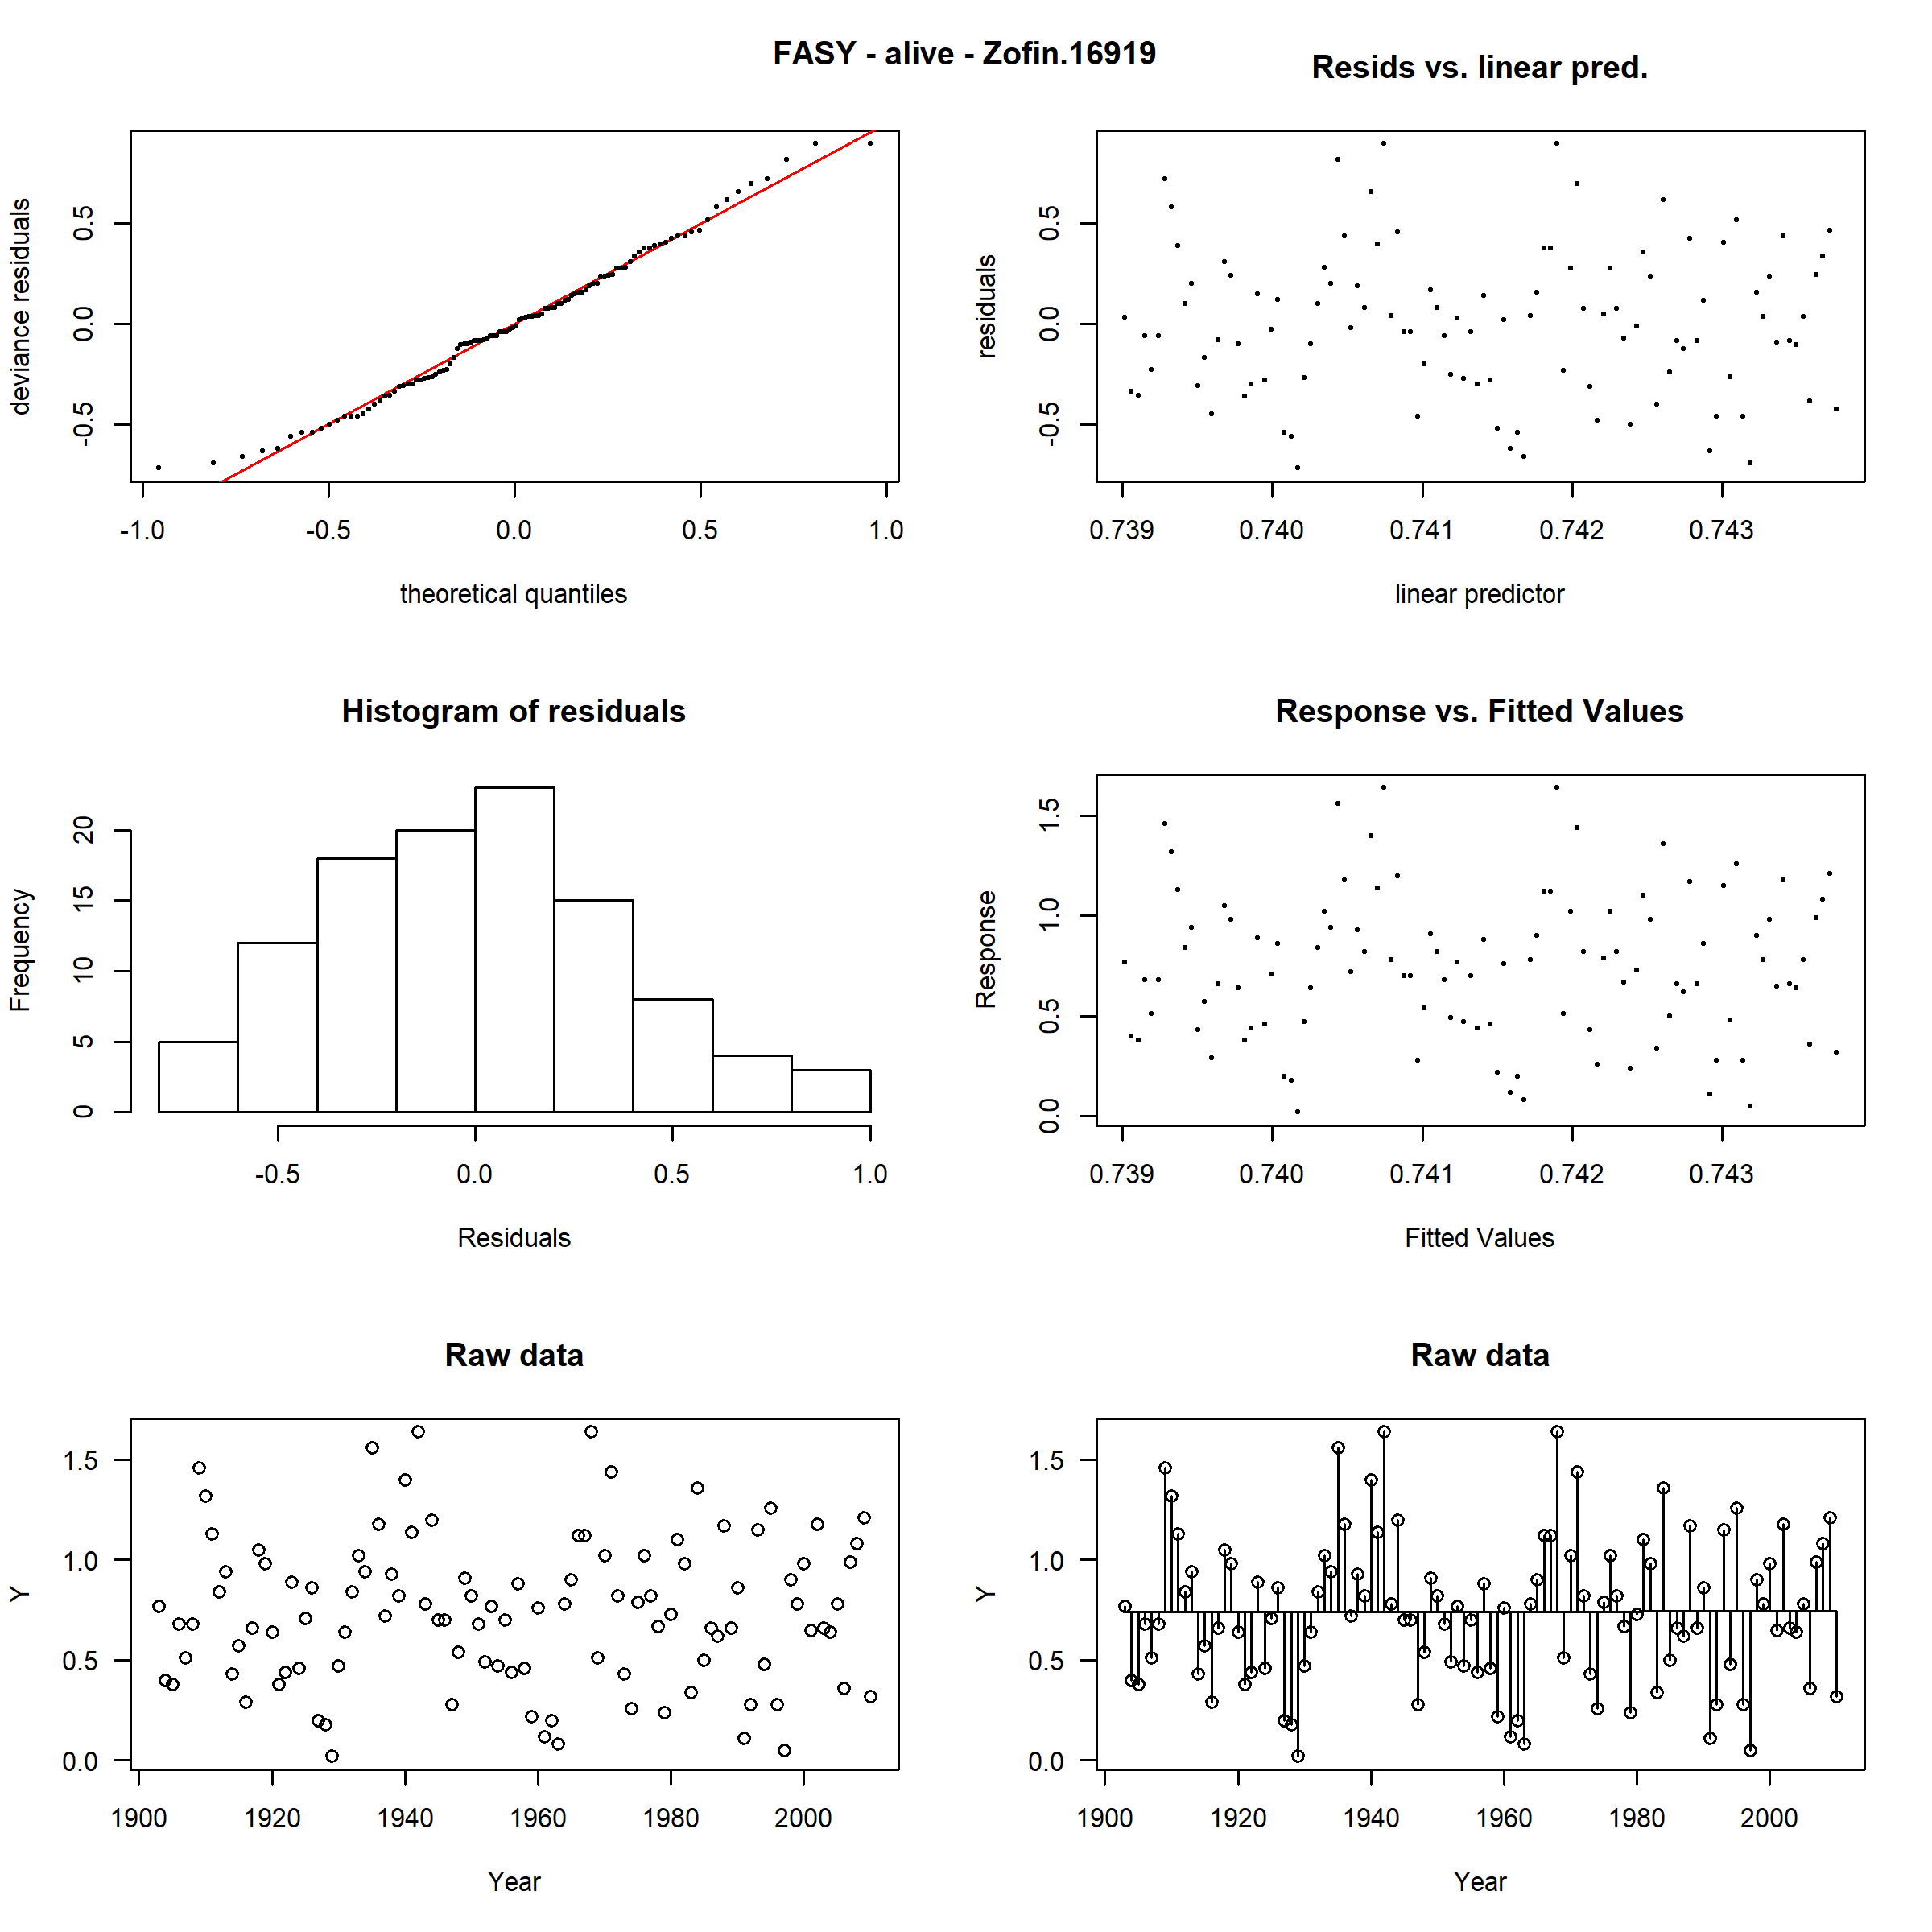 FASY - alive - Zofin.16919
Resids vs. linear pred.
deviance residuals
0.5
0.0
-0.5
-1.0 -0.5 0.0 0.5 1.0
theoretical quantiles
residuals
0.5
0.0
-0.5
0.739 0.740 0.741 0.742 0.743
linear predictor
Histogram of residuals
Frequency
20
15
10
5
0
-0.5 0.0 0.5 1.0
Residuals
Response vs. Fitted Values
Response
1.5
1.0
0.5
0.0
0.739 0.740 0.741 0.742 0.743
Fitted Values
Raw data
Y
1.5
1.0
0.5
0.0
1900 1920 1940 1960 1980 2000
Year
Raw data
Y
1.5
1.0
0.5
0.0
1900 1920 1940 1960 1980 2000
Year